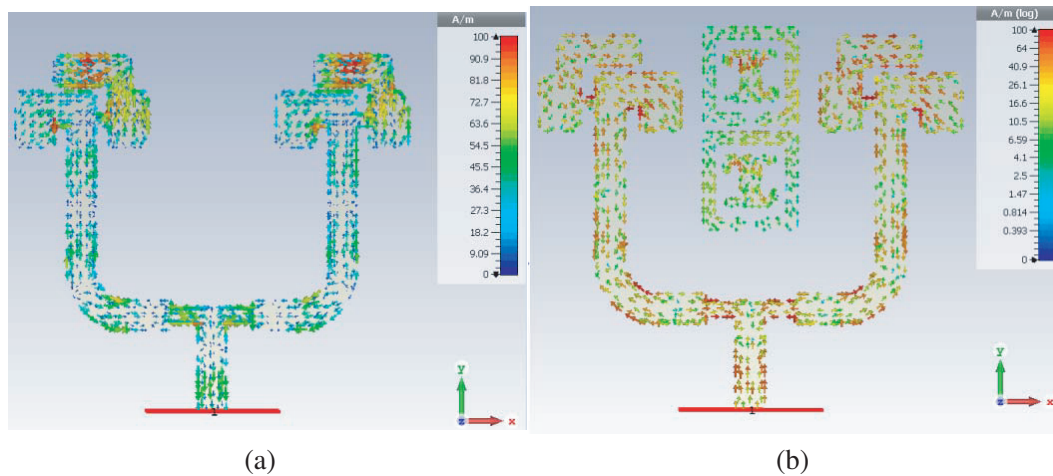 A/m
100
90.9
81.8
72.7
63.6
54.5
45.5
36.4
27.3
18.2
9.09
0
1
y
z
x
(a)
A/m (log)
100
64
40.9
26.1
16.6
10.5
6.59
4.1
2.5
1.47
0.814
0.393
0
1
y
z
x
(b)